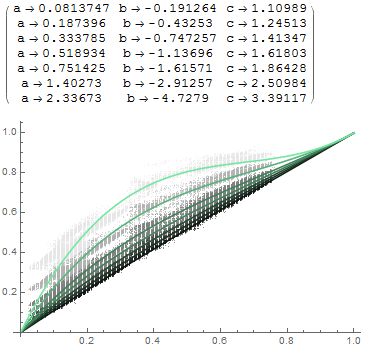 a→0.0813747 b→-0.191264 c→1.10989
a→0.187396 b→-0.43253 c→1.24513
a→0.333785 b→-0.747257 c→1.41347
a→0.518934 b→-1.13696 c→1.61803
a→0.751425 b→-1.61571 c→1.86428
a→1.40273 b→-2.91257 c→2.50984
a→2.33673 b→-4.7279 c→3.39117
1.0
0.8
0.6
0.4
0.2
0.2 0.4 0.6 0.8 1.0